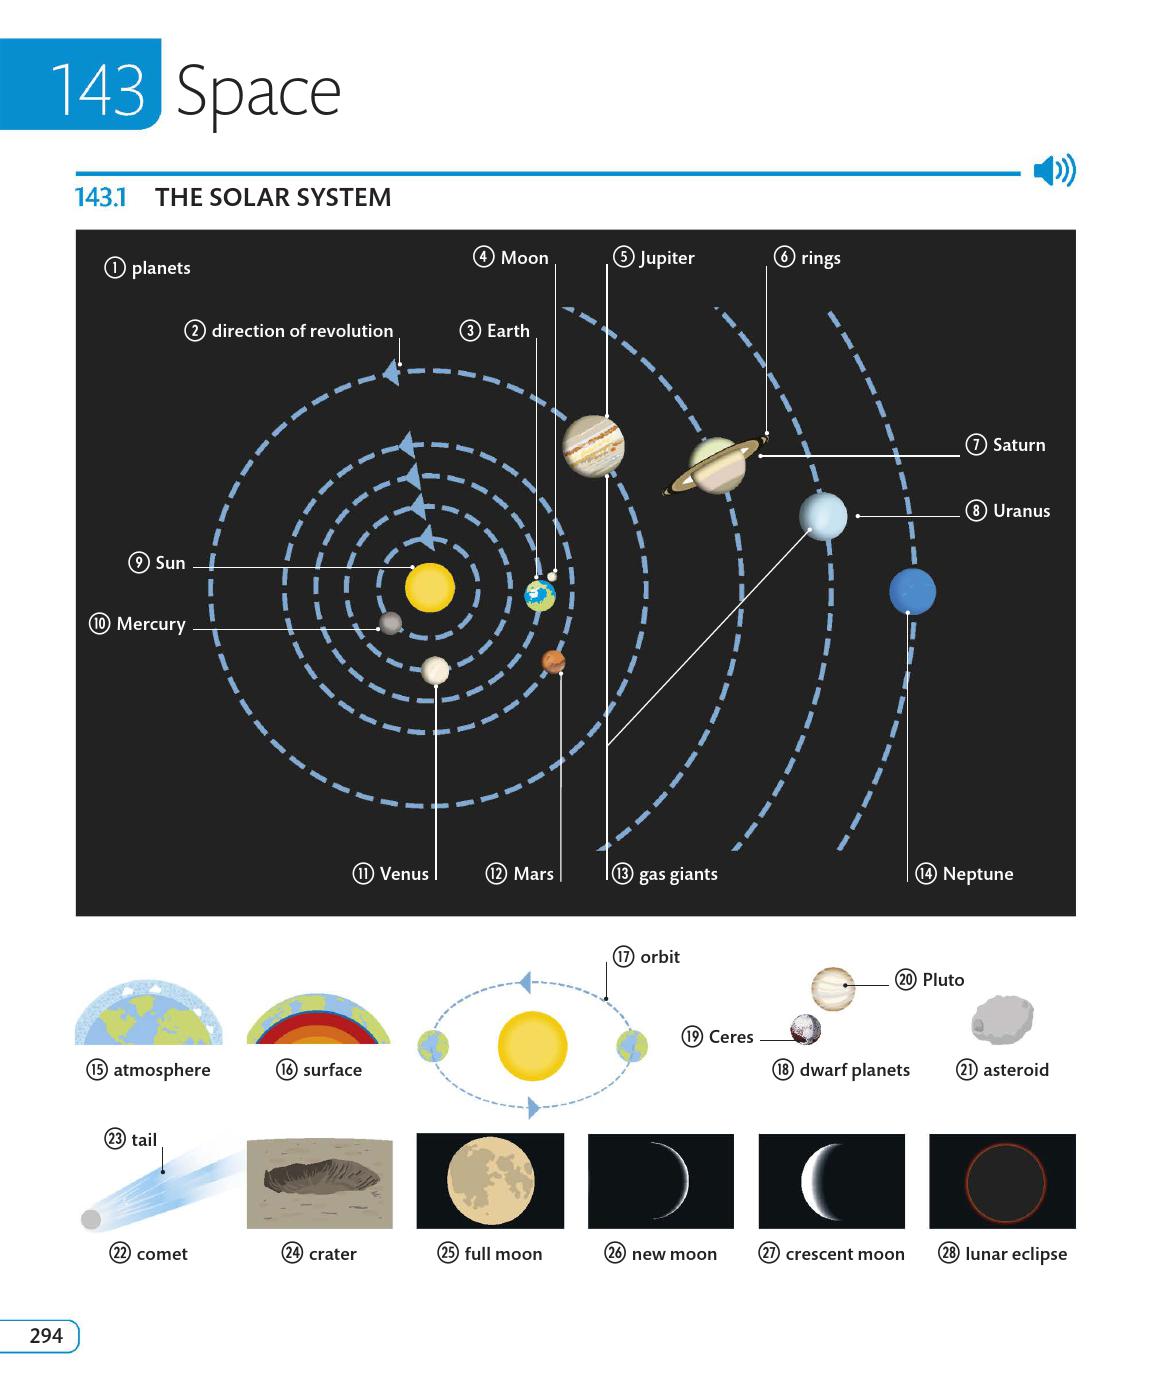 143 Space
143.1 THE SOLAR SYSTEM
1 planets
2 direction of revolution
3 Earth
4 Moon
5 Jupiter
6 rings
7 Saturn
8 Uranus
9 Sun
10 Mercury
11 Venus
12 Mars
13 gas giants
14 Neptune
15 atmosphere
16 surface
17 orbit
18 dwarf planets
19 Ceres
20 Pluto
21 asteroid
22 comet
23 tail
24 crater
25 full moon
26 new moon
27 crescent moon
28 lunar eclipse
294